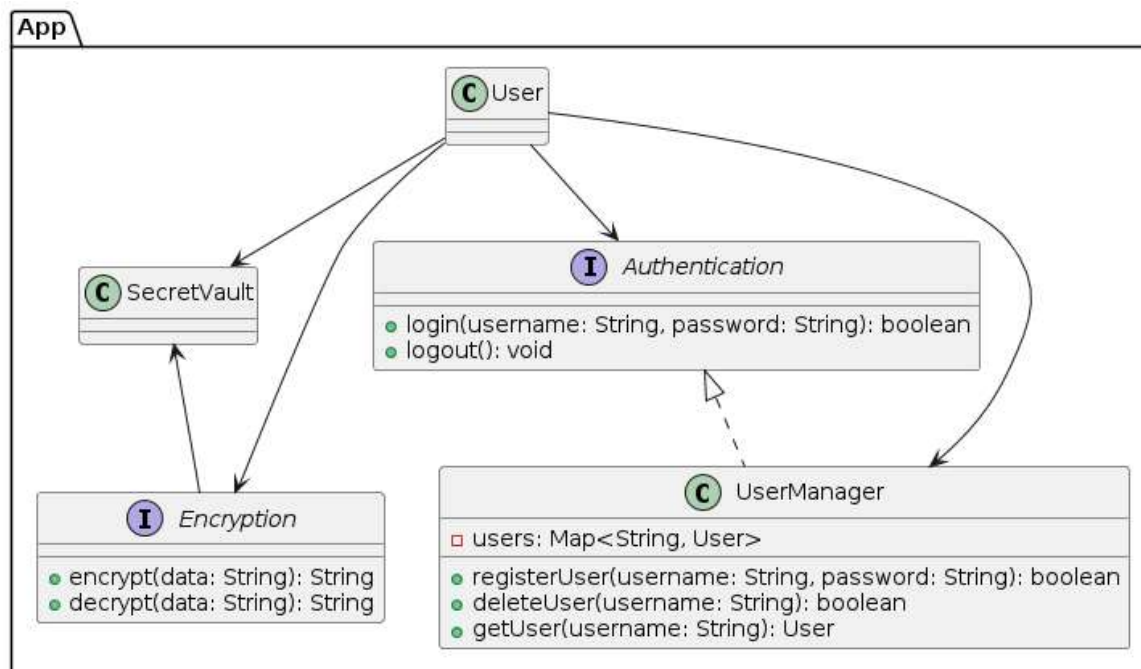 App
C User
C SecretVault
I Authentication
login(username: String, password: String): boolean
logout(): void
I Encryption
encrypt(data: String): String
decrypt(data: String): String
C UserManager
users: Map<String, User>
registerUser(username: String, password: String): boolean
deleteUser(username: String): boolean
getUser(username: String): User